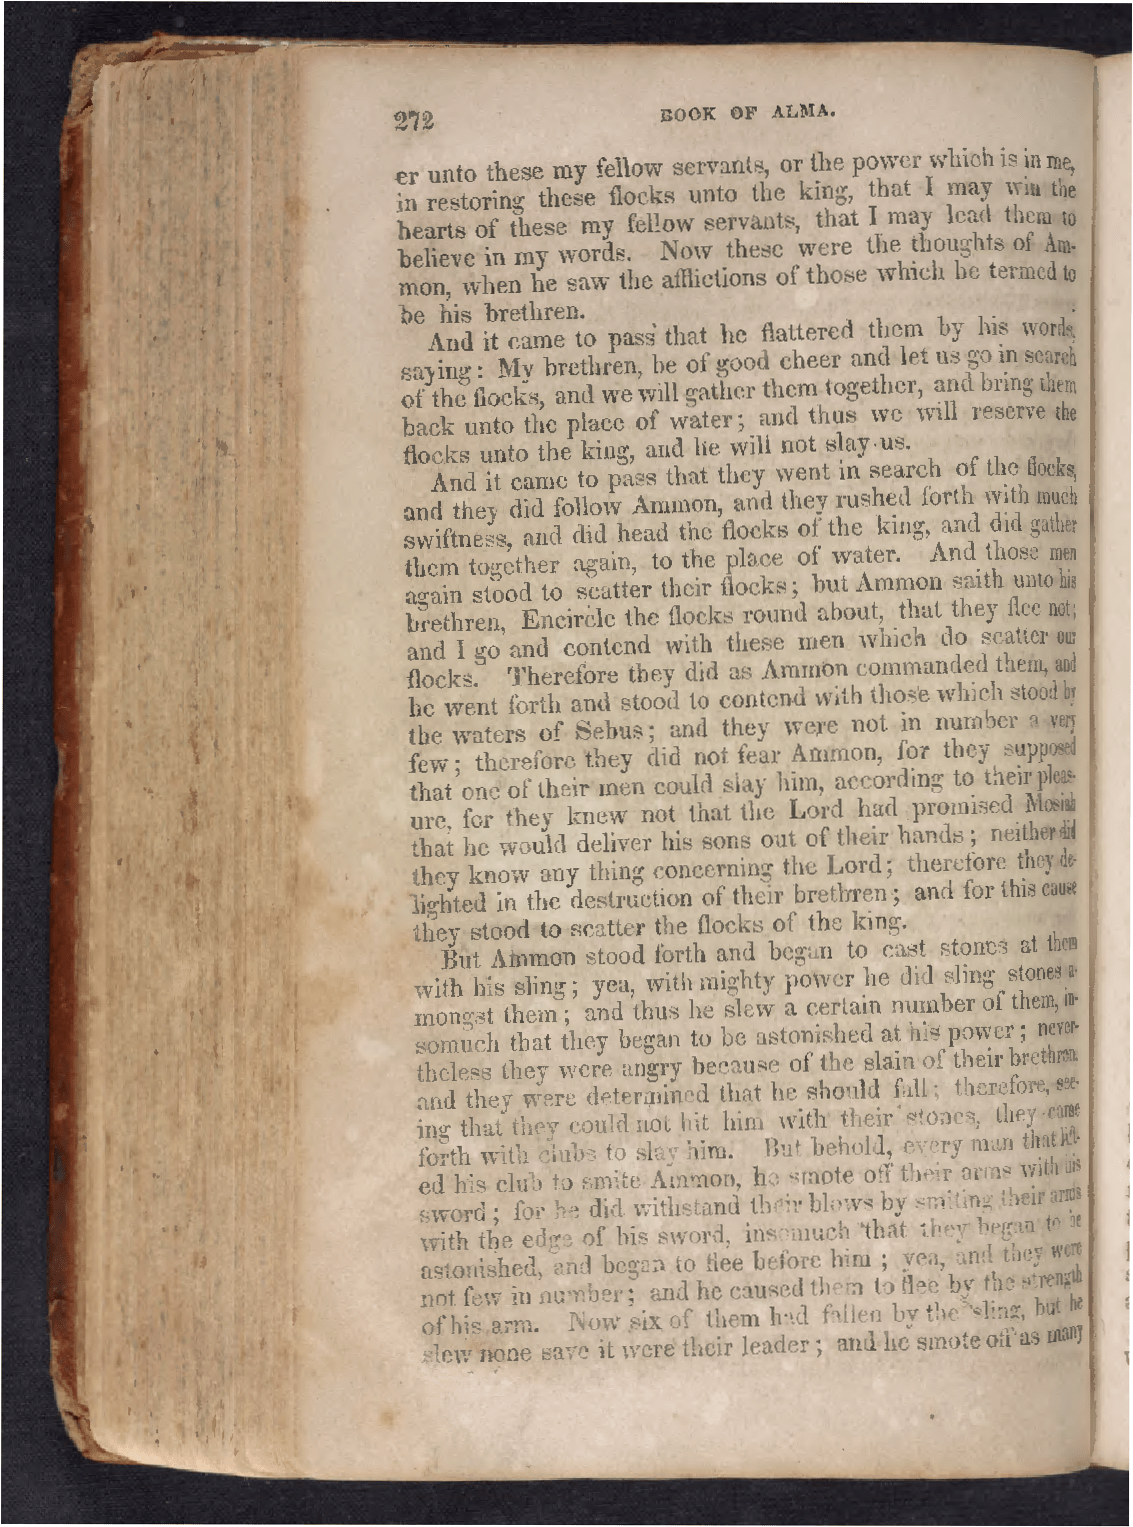 272
BOOK OF ALMA.
er unto these my fellow servants, or the power which is in me,
in restoring these flocks unto the king, that I may win the
hearts of these my fellow servants, that I may lead them to
believe in my words. Now these were the thoughts of Am-
mon, when he saw the afflictions of those which he termed to
be his brethren.
And it came to pass that he flattered them by his words,
saying: My brethren, be of good cheer and let us go in search
of the flocks, and we will gather them together, and bring them
back unto the place of water; and thus we will reserve the
flocks unto the king, and he will not slay us.
And it came to pass that they went in search of the flocks,
and they did follow Ammon, and they rushed forth with much
swiftness, and did head the flocks of the king, and did gather
them together again, to the place of water. And those men
again stood to scatter their flocks; but Ammon saith unto his
brethren, Encircle the flocks round about, that they flee not;
and I go and contend with these men which do scatter our
flocks. Therefore they did as Ammon commanded them, and
he went forth and stood to contend with those which stood by
the waters of Sebus; and they were not in number a very
few; therefore they did not fear Ammon, for they supposed
that one of their men could slay him, according to their pleas-
ure, for they knew not that the Lord had promised Mosiah
that he would deliver his sons out of their hands; neither did
they know any thing concerning the Lord; therefore they de-
lighted in the destruction of their brethren; and for this cause
they stood to scatter the flocks of the king.
But Ammon stood forth and began to cast stones at them
with his sling; yea, with mighty power he did sling stones a-
mongst them; and thus he slew a certain number of them, in-
somuch that they began to be astonished at his power; never-
theless they were angry because of the slain of their brethren,
and they were determined that he should fall; therefore, see-
ing that they could not hit him with their stones, they came
forth with clubs to slay him. But behold, every man that lift-
ed his club to smite Ammon, he smote off their arms with his
sword; for he did withstand their blows by smiting their arms
with the edge of his sword, insomuch that they began to be
astonished, and began to flee before him; yea, and they were
not few in number; and he caused them to flee by the strength
of his arm. Now six of them had fallen by the sling, but he
slew none save it were their leader; and he smote off as many